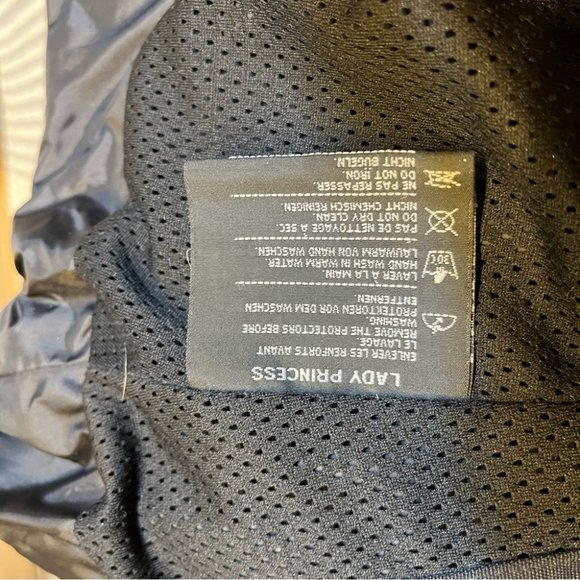 LADY PRINCESS
ENLEVER LES RENFORTS AVANT
LE LAVAGE.
REMOVE THE PROTECTORS BEFORE
WASHING.
PROTEKTOREN VOR DEM WASCHEN
ENTFERNEN.
LAVER À LA MAIN
HAND WASH IN WARM WATER.
LAUWARM VON HAND WASCHEN.
30°
PAS DE NETTOYAGE A SEC.
DO NOT DRY CLEAN.
NICHT CHEMISCH REINIGEN.
NE PAS REPASSER.
DO NOT IRON.
NICHT BUGELN.